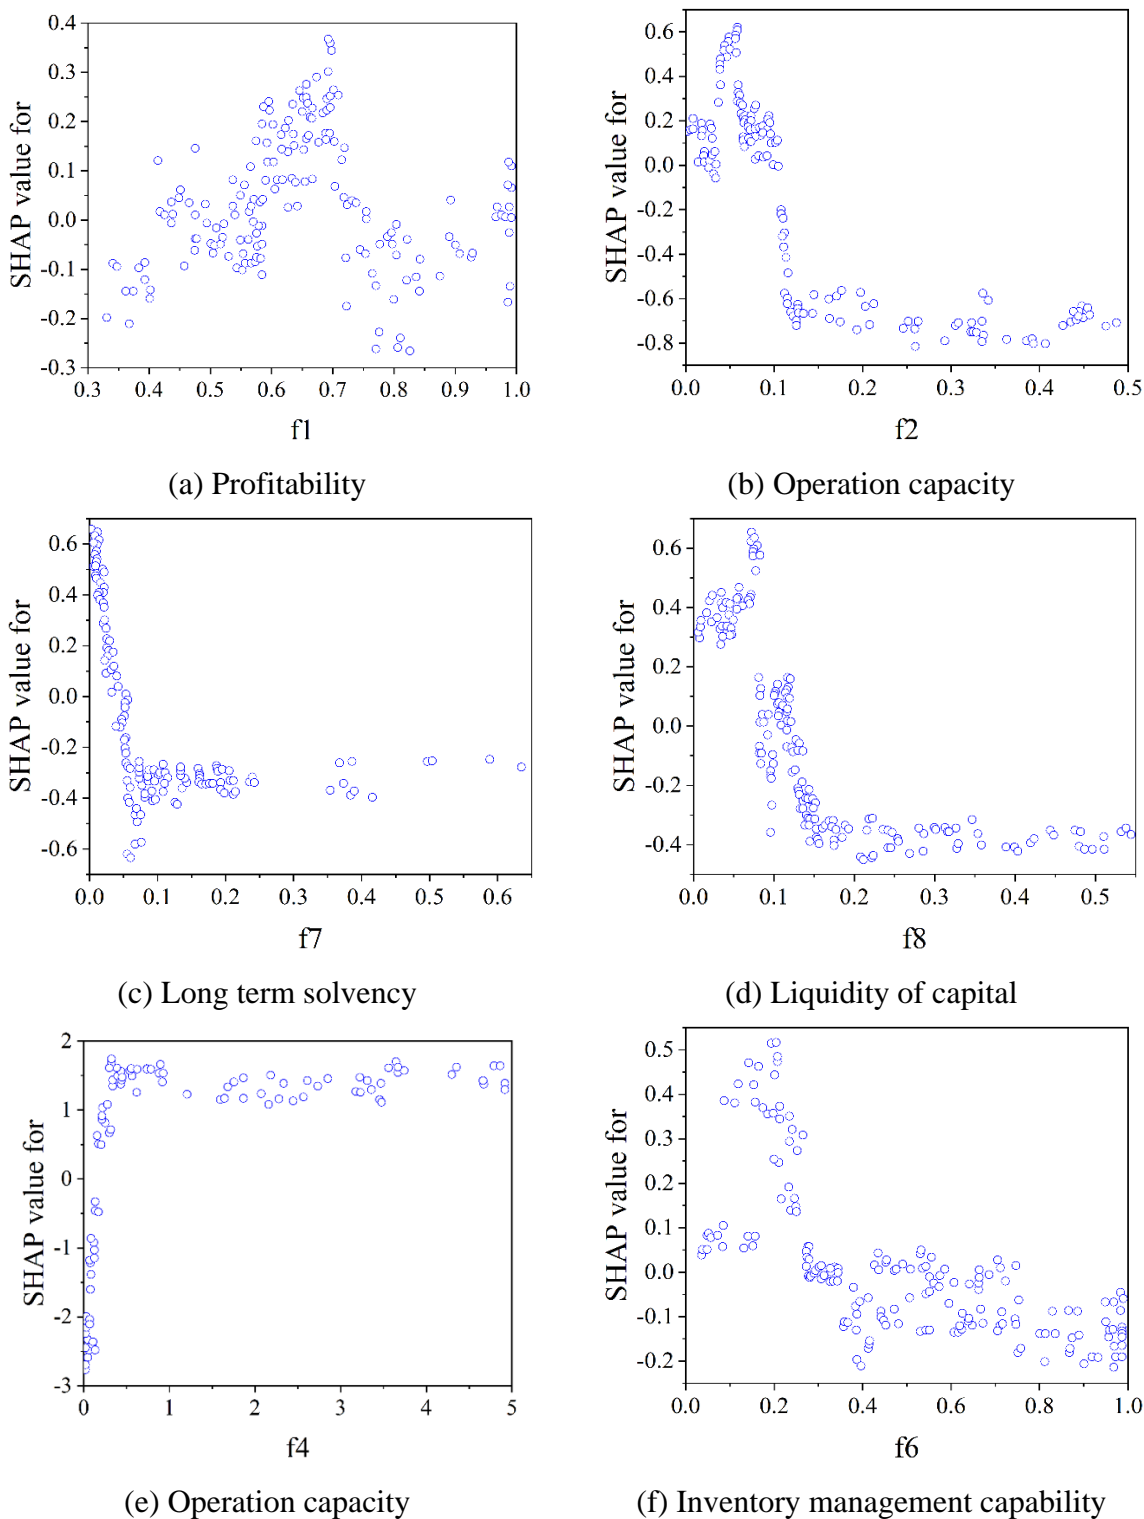 0.4
0.3
0.2
0.1
0.0
-0.1
-0.2
-0.3
SHAP value for
0.3 0.4 0.5 0.6 0.7 0.8 0.9 1.0
f1
(a) Profitability
0.6
0.4
0.2
0.0
-0.2
-0.4
-0.6
-0.8
SHAP value for
0.0 0.1 0.2 0.3 0.4 0.5
f2
(b) Operation capacity
0.6
0.4
0.2
0.0
-0.2
-0.4
-0.6
SHAP value for
0.0 0.1 0.2 0.3 0.4 0.5 0.6
f7
(c) Long term solvency
0.6
0.4
0.2
0.0
-0.2
-0.4
SHAP value for
0.0 0.1 0.2 0.3 0.4 0.5
f8
(d) Liquidity of capital
2
1
0
-1
-2
-3
SHAP value for
0 1 2 3 4 5
f4
(e) Operation capacity
0.5
0.4
0.3
0.2
0.1
0.0
-0.1
-0.2
SHAP value for
0.0 0.2 0.4 0.6 0.8 1.0
f6
(f) Inventory management capability